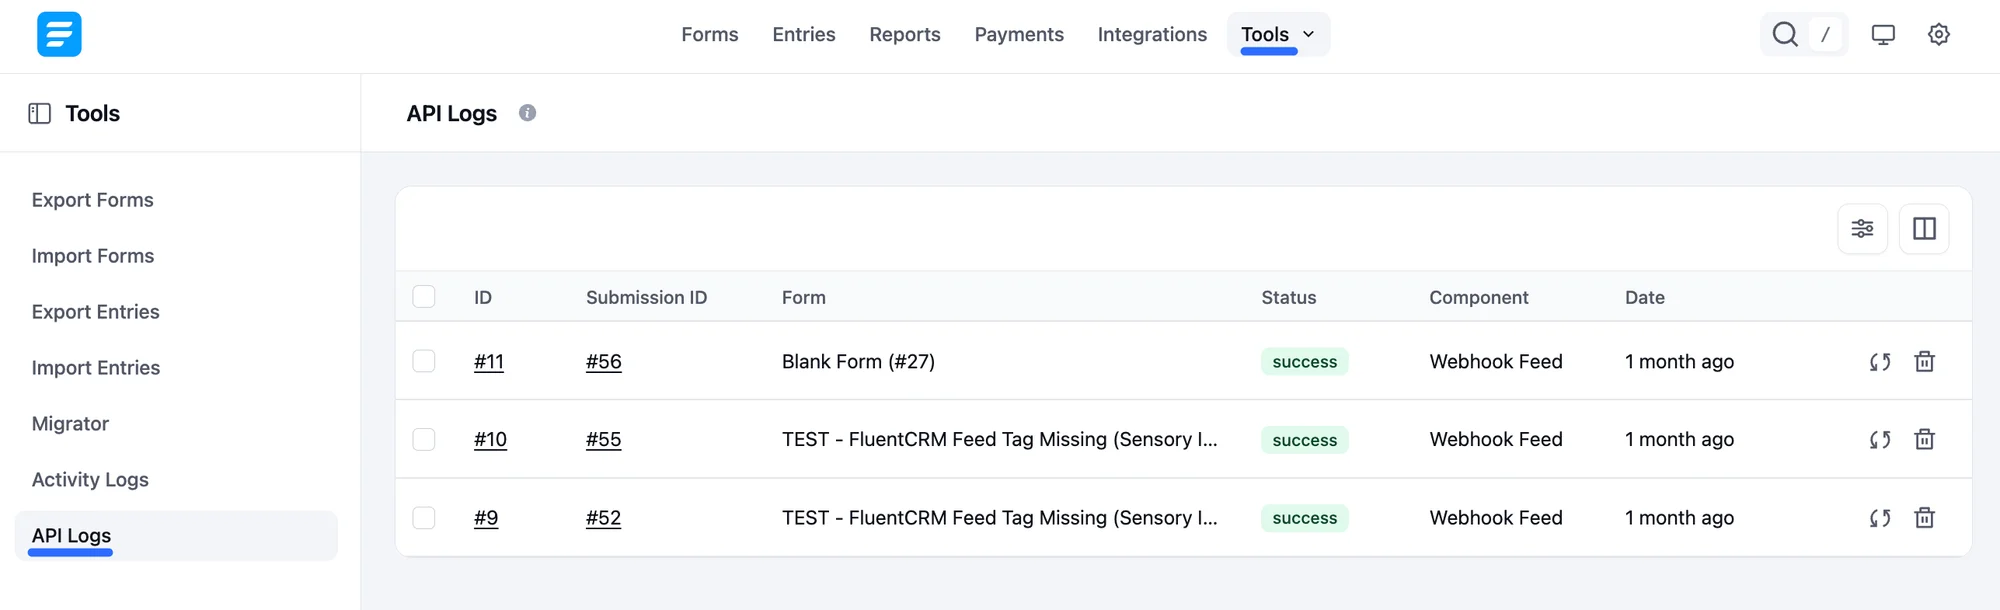 Forms Entries Reports Payments Integrations Tools /
Tools
API Logs
Export Forms
Import Forms
Export Entries
Import Entries
Migrator
Activity Logs
API Logs
ID Submission ID Form Status Component Date
#11 #56 Blank Form (#27) success Webhook Feed 1 month ago
#10 #55 TEST - FluentCRM Feed Tag Missing (Sensory I... success Webhook Feed 1 month ago
#9 #52 TEST - FluentCRM Feed Tag Missing (Sensory I... success Webhook Feed 1 month ago